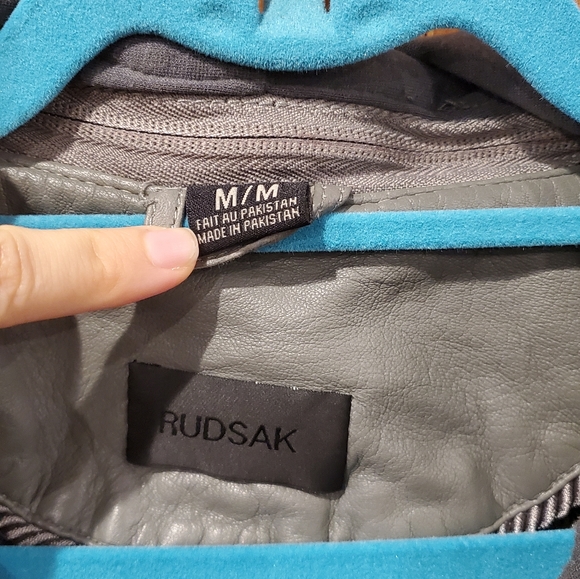 M/M
FAIT AU PAKISTAN
MADE IN PAKISTAN
RUDSAK